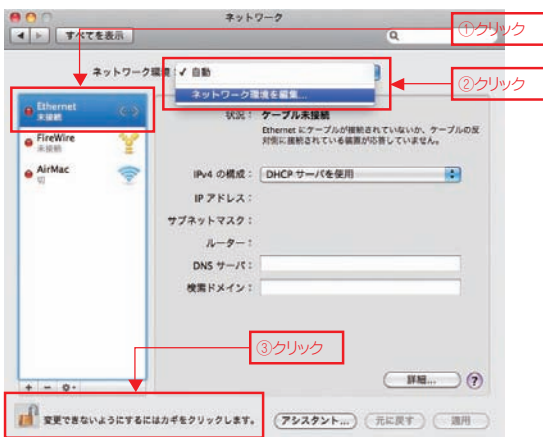 ネットワーク
すべてを表示
①クリック
ネットワーク環境：✓ 自動
ネットワーク環境を編集...
②クリック
Ethernet
未接続
FireWire
未接続
AirMac
切
状況：ケーブル未接続
Ethernet にケーブルが接続されていないか、ケーブルの反
対側に接続されている装置が応答していません。
IPv4 の構成：DHCP サーバを使用
IP アドレス：
サブネットマスク：
ルーター：
DNS サーバ：
検索ドメイン：
③クリック
詳細...
?
変更できないようにするにはカギをクリックします。
アシスタント...
元に戻す
適用